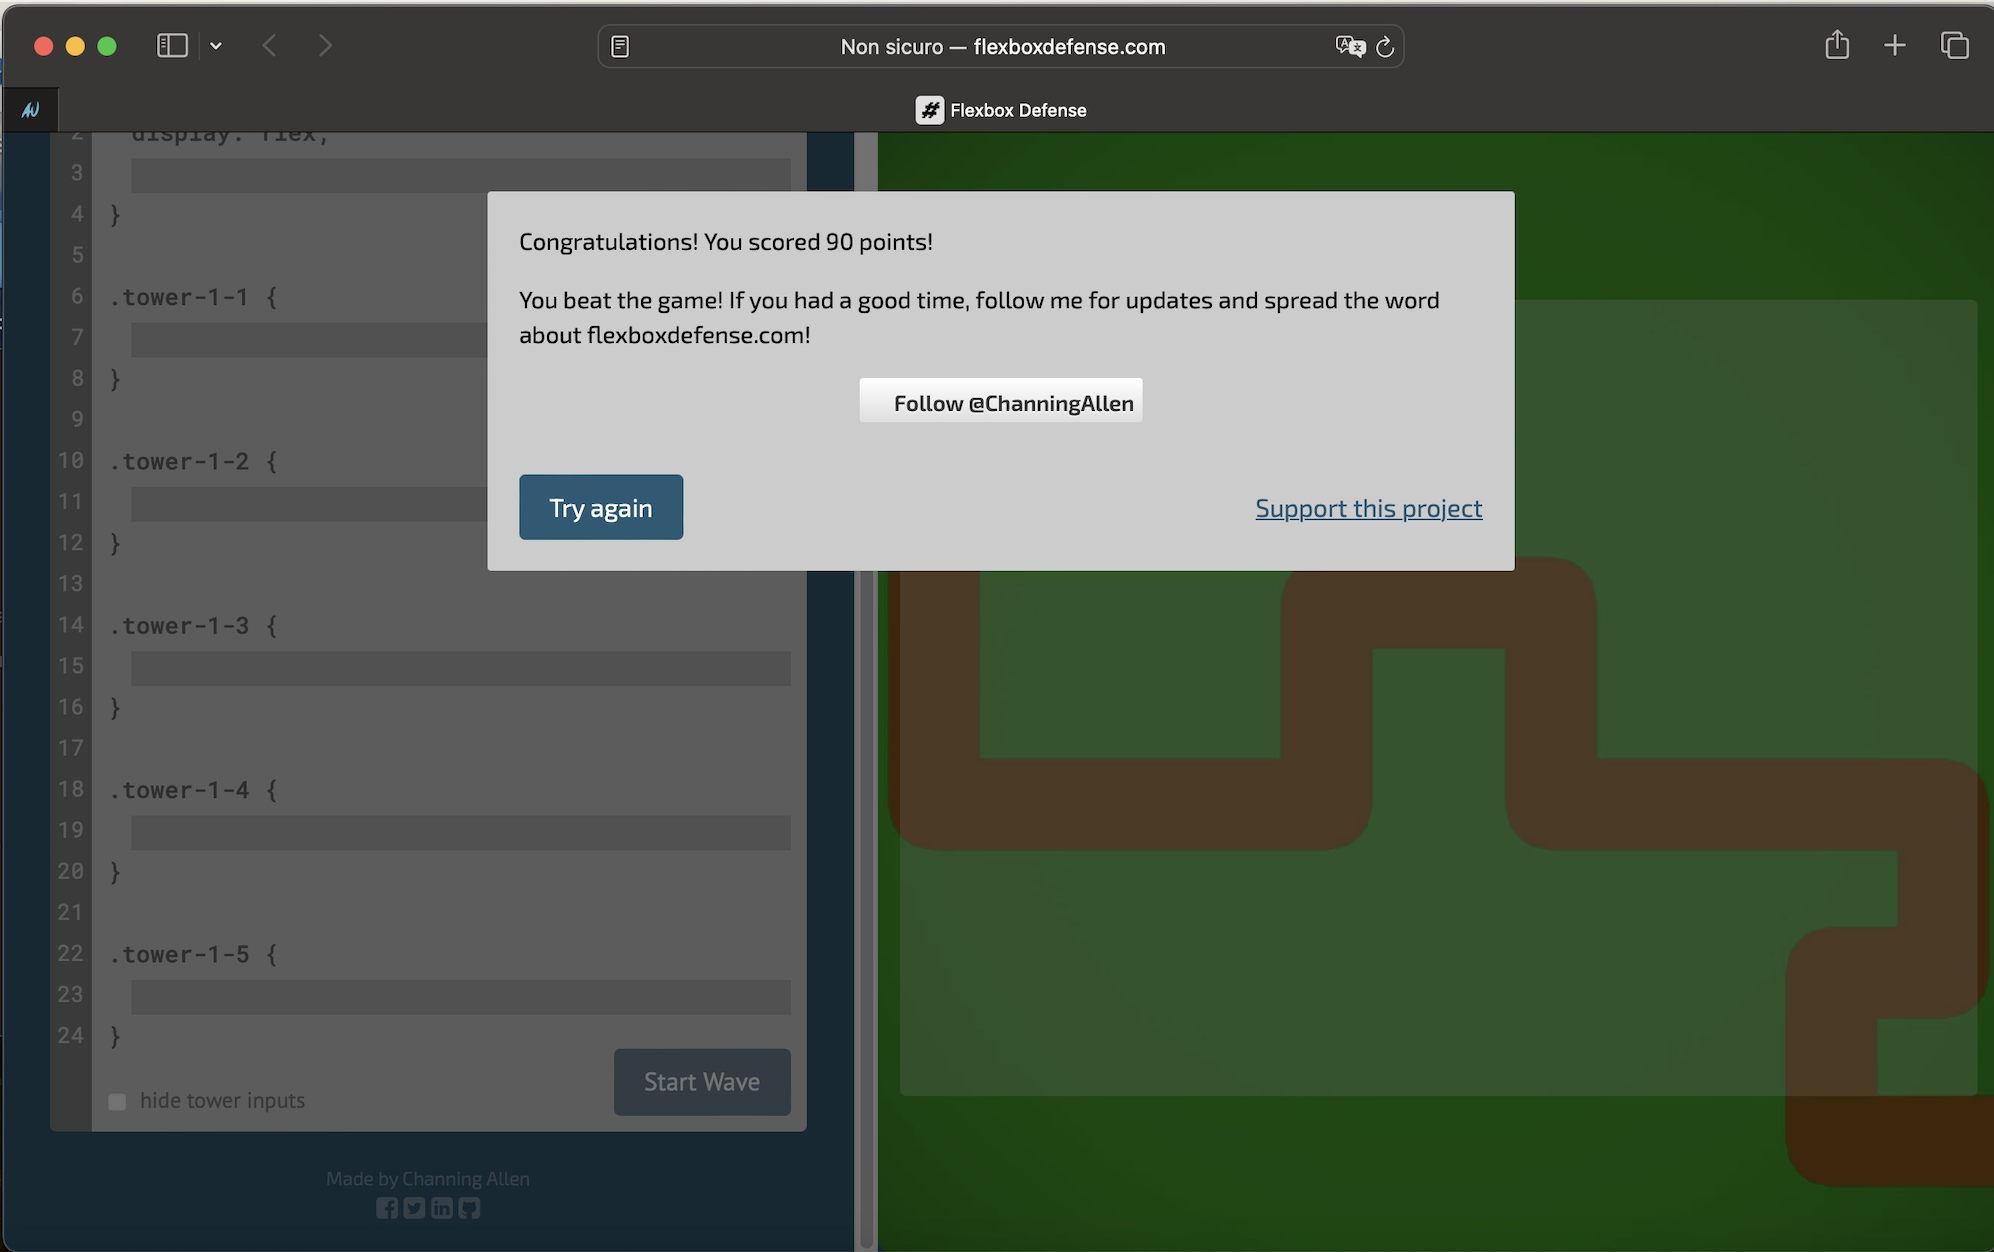 Non sicuro — flexboxdefense.com
Flexbox Defense
2 display: flex;
3
4 }
5
6 .tower-1-1 {
7
8 }
9
10 .tower-1-2 {
11
12 }
13
14 .tower-1-3 {
15
16 }
17
18 .tower-1-4 {
19
20 }
21
22 .tower-1-5 {
23
24 }
hide tower inputs
Start Wave
Made by Channing Allen
Congratulations! You scored 90 points!
You beat the game! If you had a good time, follow me for updates and spread the word
about flexboxdefense.com!
Follow @ChanningAllen
Try again
Support this project